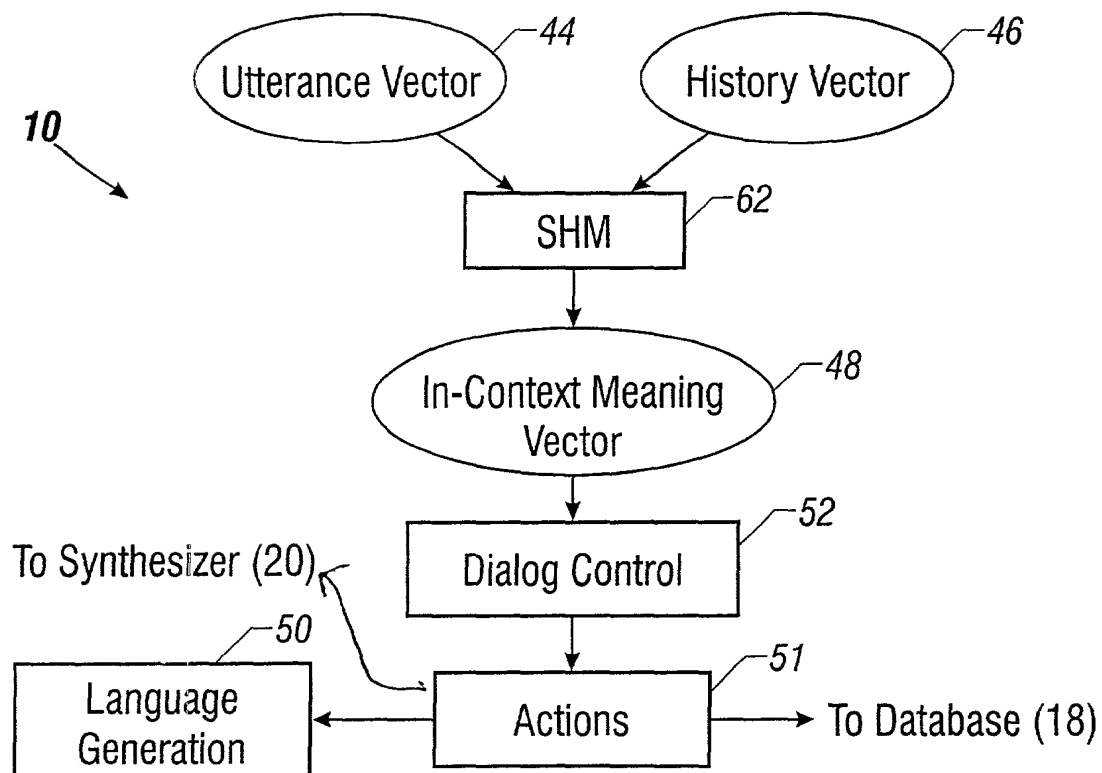 44
46
Utterance Vector
History Vector
10
62
SHM
48
In-Context Meaning
Vector
52
To Synthesizer (20)
Dialog Control
50
51
Language
Generation
Actions
To Database (18)